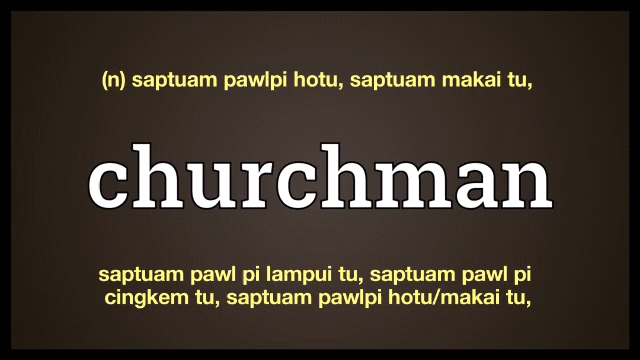 (n) saptuam pawlpi hotu, saptuam makai tu,
churchman
saptuam pawl pi lampui tu, saptuam pawl pi
cingkem tu, saptuam pawlpi hotu/makai tu,